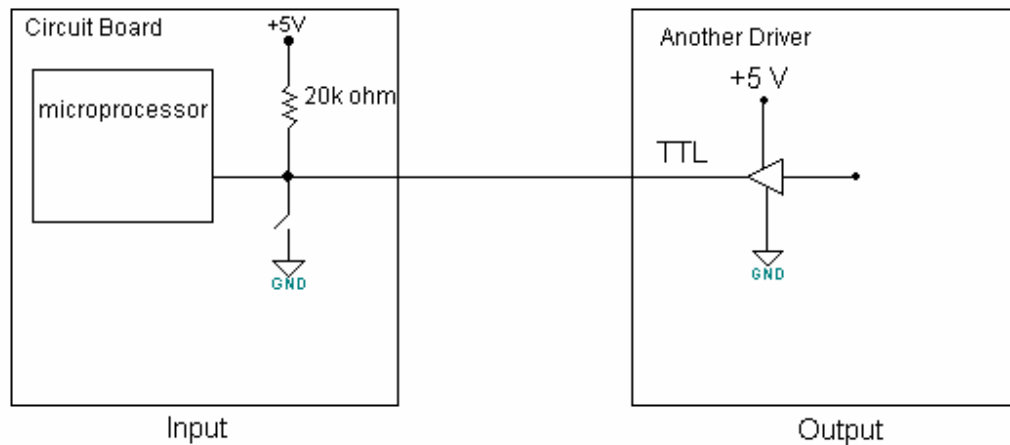 Circuit Board
+5V
microprocessor
20k ohm
GND
Input
Another Driver
+5 V
TTL
GND
Output